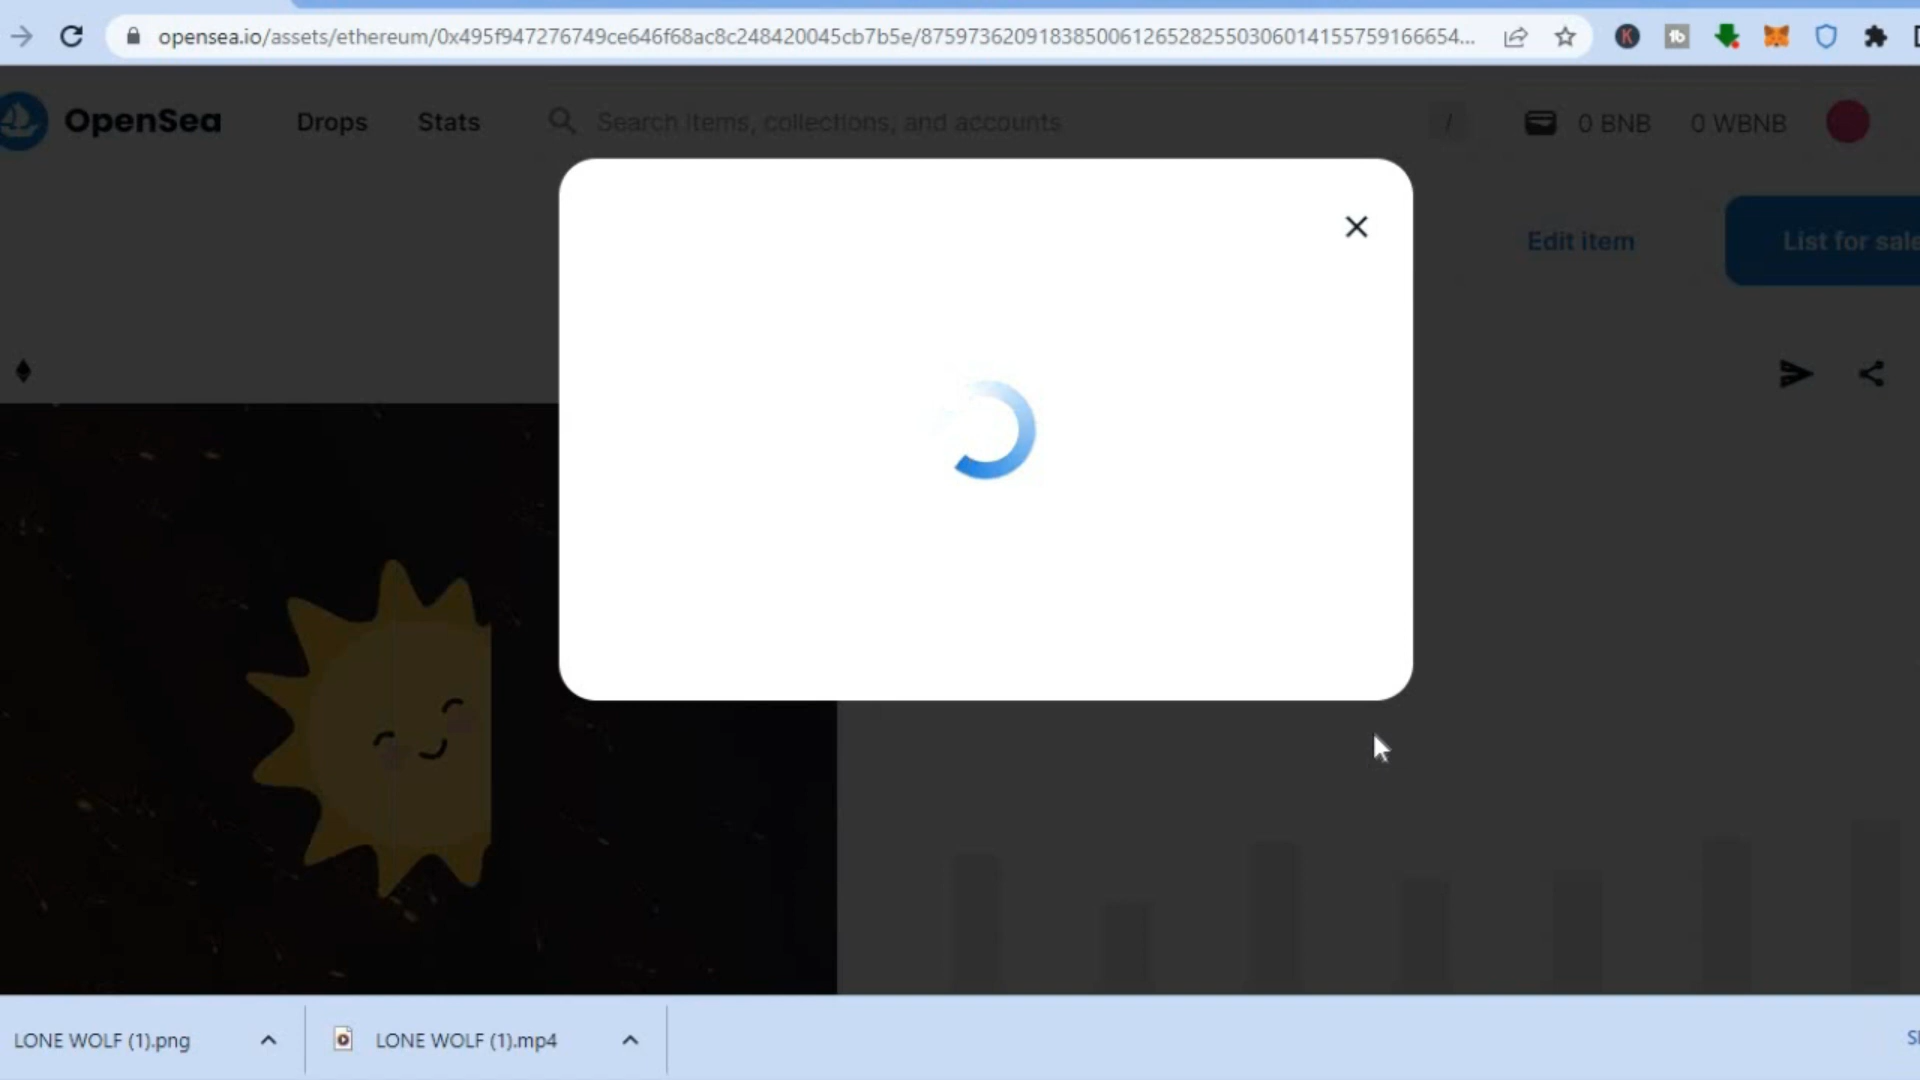 opensea.io/assets/ethereum/0x495f947276749ce646f68ac8c248420045cb7b5e/8759736209183850061265282550306014155759166654...
OpenSea
Drops
Stats
Search items, collections, and accounts
/
0 BNB
0 WBNB
Edit item
List for sale
LONE WOLF (1).png
LONE WOLF (1).mp4